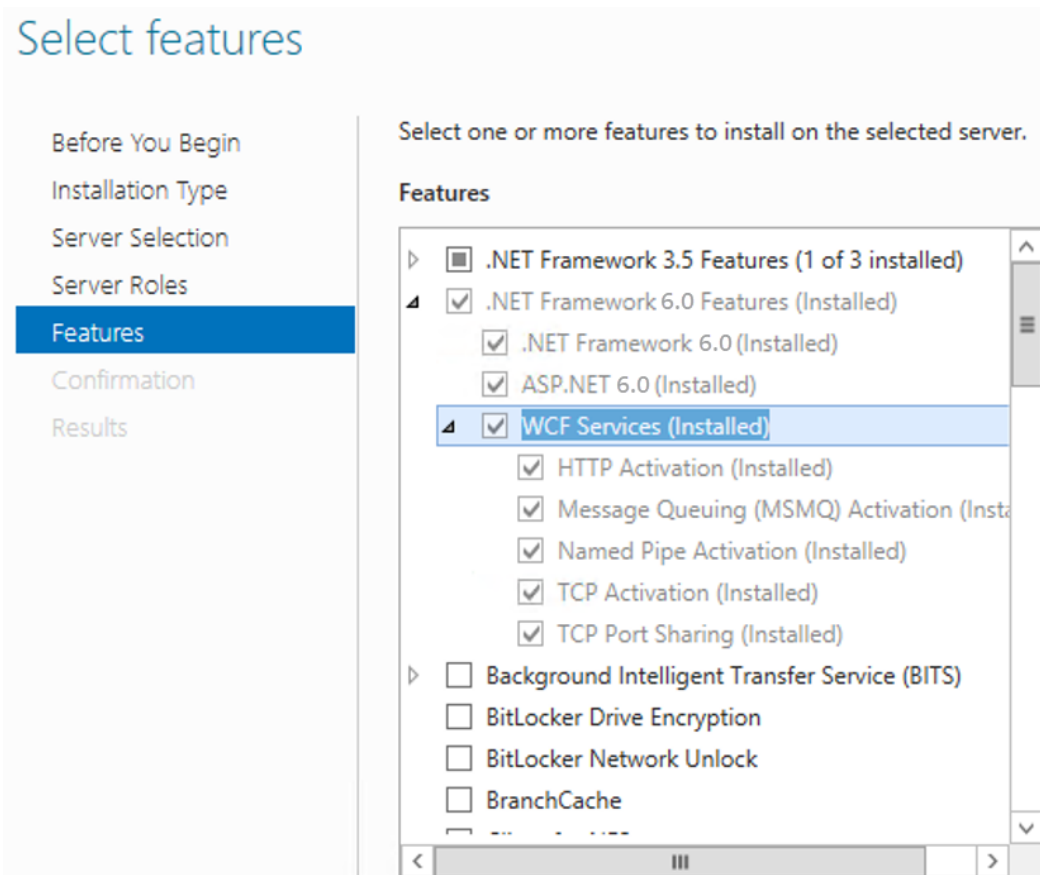 Select features
Before You Begin
Installation Type
Server Selection
Server Roles
Features
Confirmation
Results
Select one or more features to install on the selected server.
Features
.NET Framework 3.5 Features (1 of 3 installed)
.NET Framework 6.0 Features (Installed)
.NET Framework 6.0 (Installed)
ASP.NET 6.0 (Installed)
WCF Services (Installed)
HTTP Activation (Installed)
Message Queuing (MSMQ) Activation (Insta
Named Pipe Activation (Installed)
TCP Activation (Installed)
TCP Port Sharing (Installed)
Background Intelligent Transfer Service (BITS)
BitLocker Drive Encryption
BitLocker Network Unlock
BranchCache